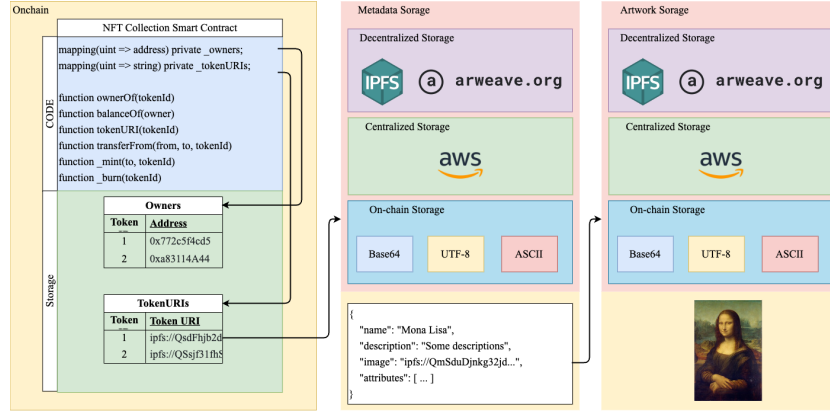 Onchain
NFT Collection Smart Contract
CODE
mapping(uint => address) private _owners;
mapping(uint => string) private _tokenURIs;
function ownerOf(tokenId)
function balanceOf(owner)
function tokenURI(tokenId)
function transferFrom(from, to, tokenId)
function _mint(to, tokenId)
function _burn(tokenId)
Storage
Owners
Token Address
1 0x772c5f4cd5
2 0xa83114A44
TokenURIs
Token Token URI
1 ipfs://QsdFhjb2d
2 ipfs://QSsjf31fhS
Metadata Sorage
Decentralized Storage
IPFS a arweave.org
Centralized Storage
aws
On-chain Storage
Base64 UTF-8 ASCII
{
"name": "Mona Lisa",
"description": "Some descriptions",
"image": "ipfs://QmSduDjnkg32jd...",
"attributes": [ ... ]
}
Artwork Sorage
Decentralized Storage
IPFS a arweave.org
Centralized Storage
aws
On-chain Storage
Base64 UTF-8 ASCII